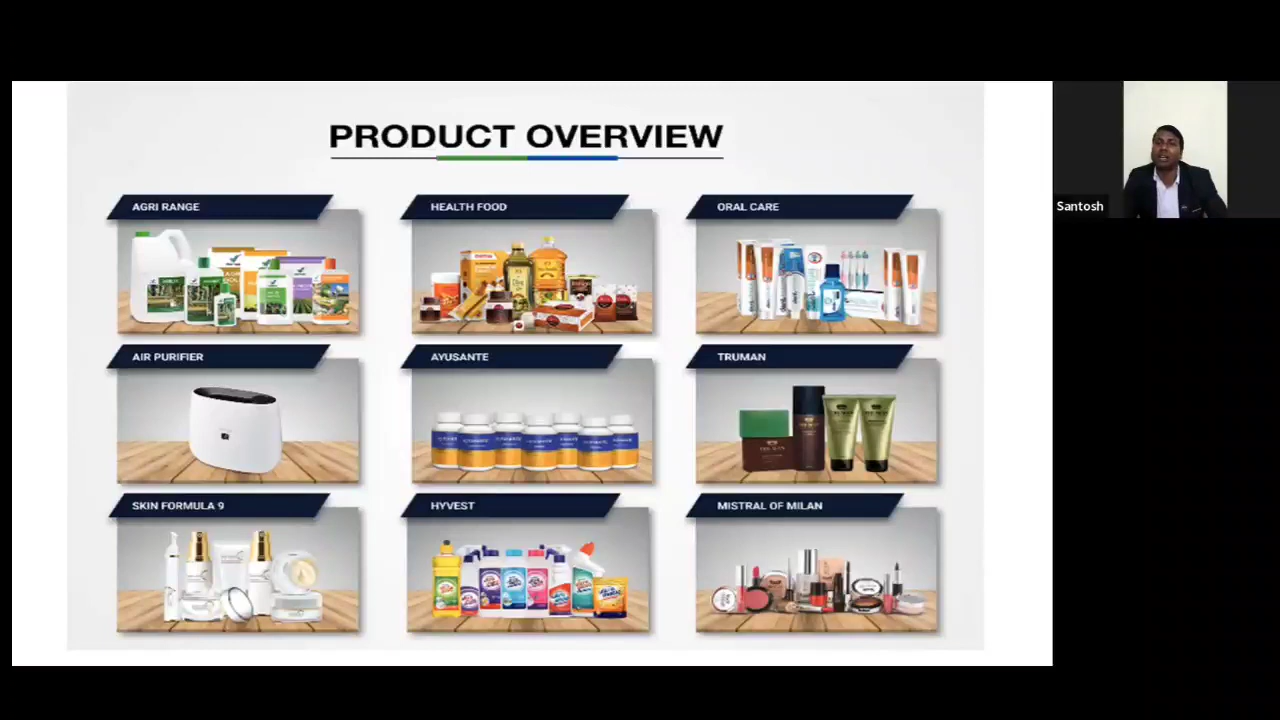 PRODUCT OVERVIEW
AGRI RANGE
HEALTH FOOD
ORAL CARE
Santosh
AIR PURIFIER
AYUSANTE
TRUMAN
SKIN FORMULA 9
HYVEST
MISTRAL OF MILAN